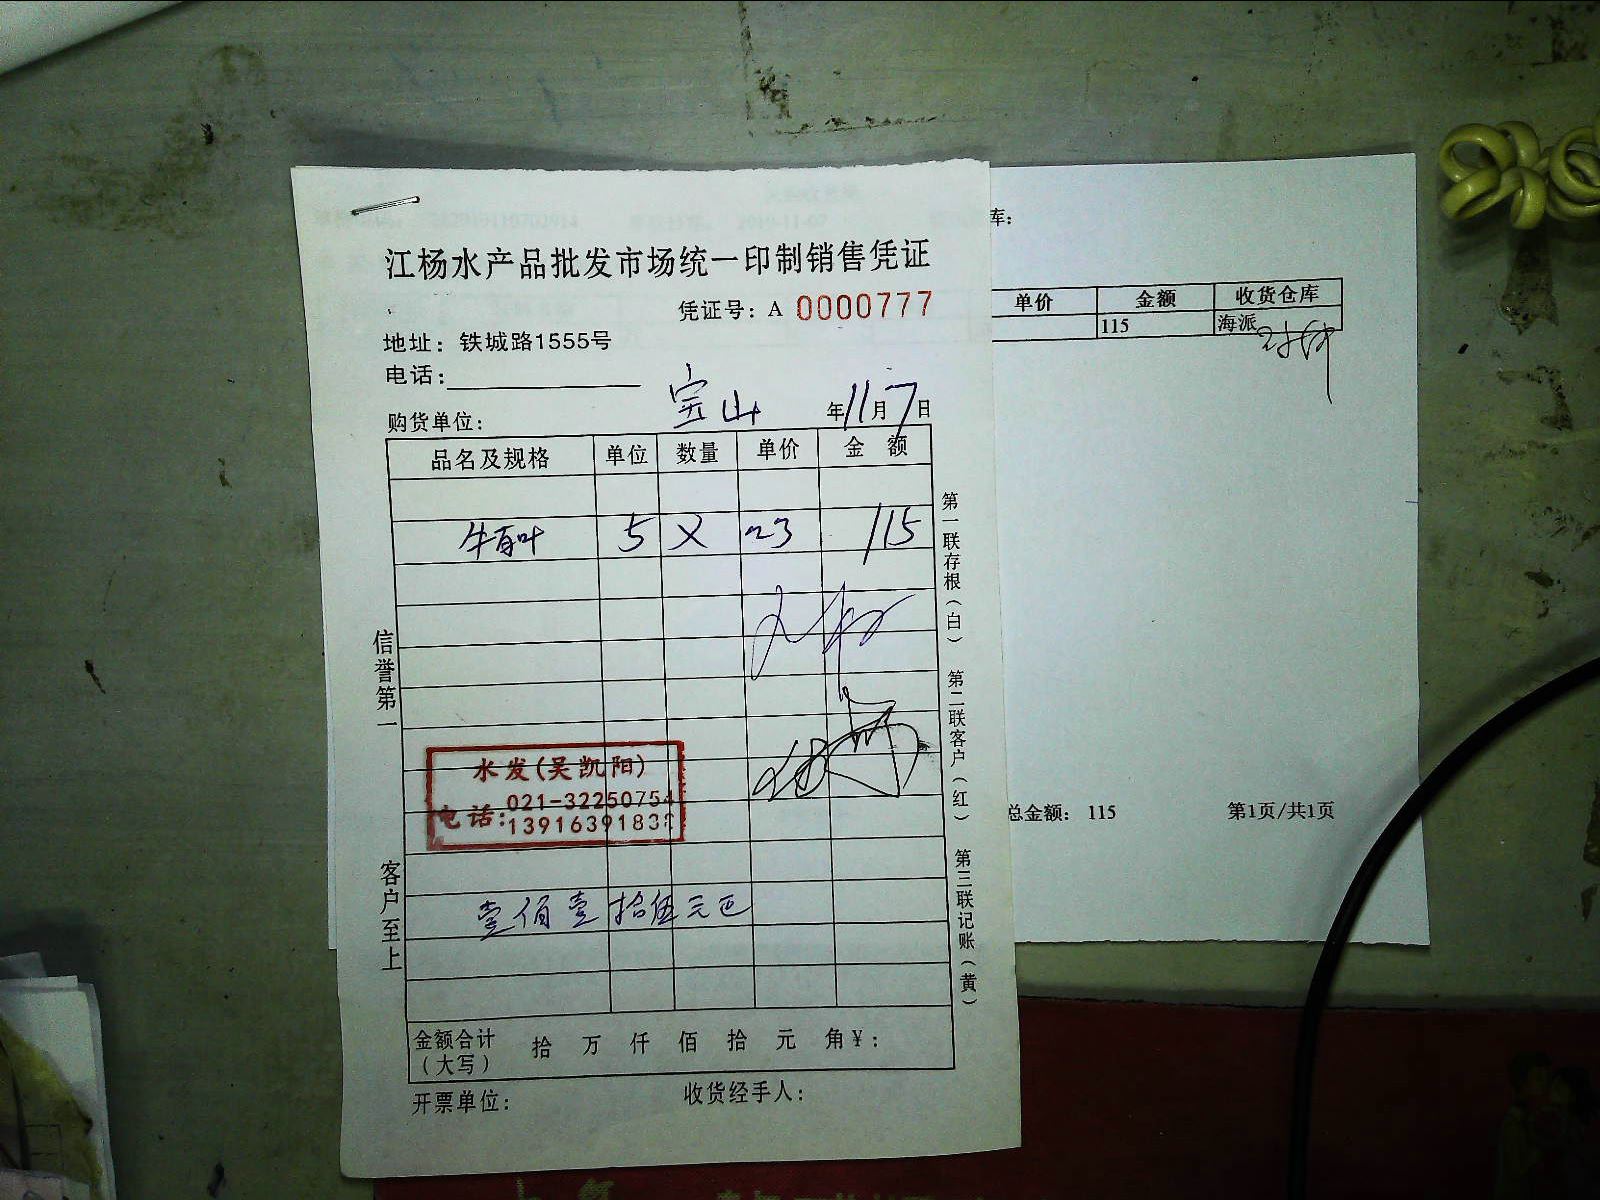 江杨水产品批发市场统一印制销售凭证
凭证号：A 0000777
地址：铁城路1555号
电话：
宝山 年11月7日
购货单位：
品名及规格 单位 数量 单价 金 额
牛百叶 5 × 23 115
信誉第一
客户至上
水发(吴凯阳)
电话：021-32250754
1391639183
壹佰壹拾伍元正
金额合计（大写） 拾 万 仟 佰 拾 元 角 ¥：
开票单位： 收货经手人：
第一联存根（白） 第二联客户（红） 第三联记账（黄）
库：
单价 金额 收货仓库
115 海派
总金额： 115 第1页/共1页